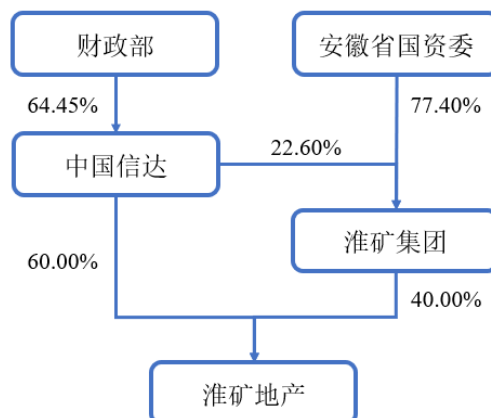 财政部
安徽省国资委
64.45%
77.40%
中国信达
22.60%
淮矿集团
60.00%
40.00%
淮矿地产